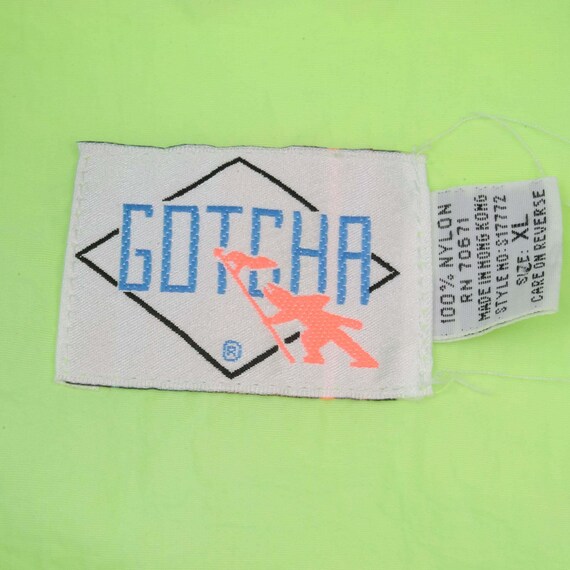 GOTCHA
®
100% NYLON
RN 70671
MADE IN HONG KONG
STYLE NO: S17772
SIZE: XL
CARE ON REVERSE